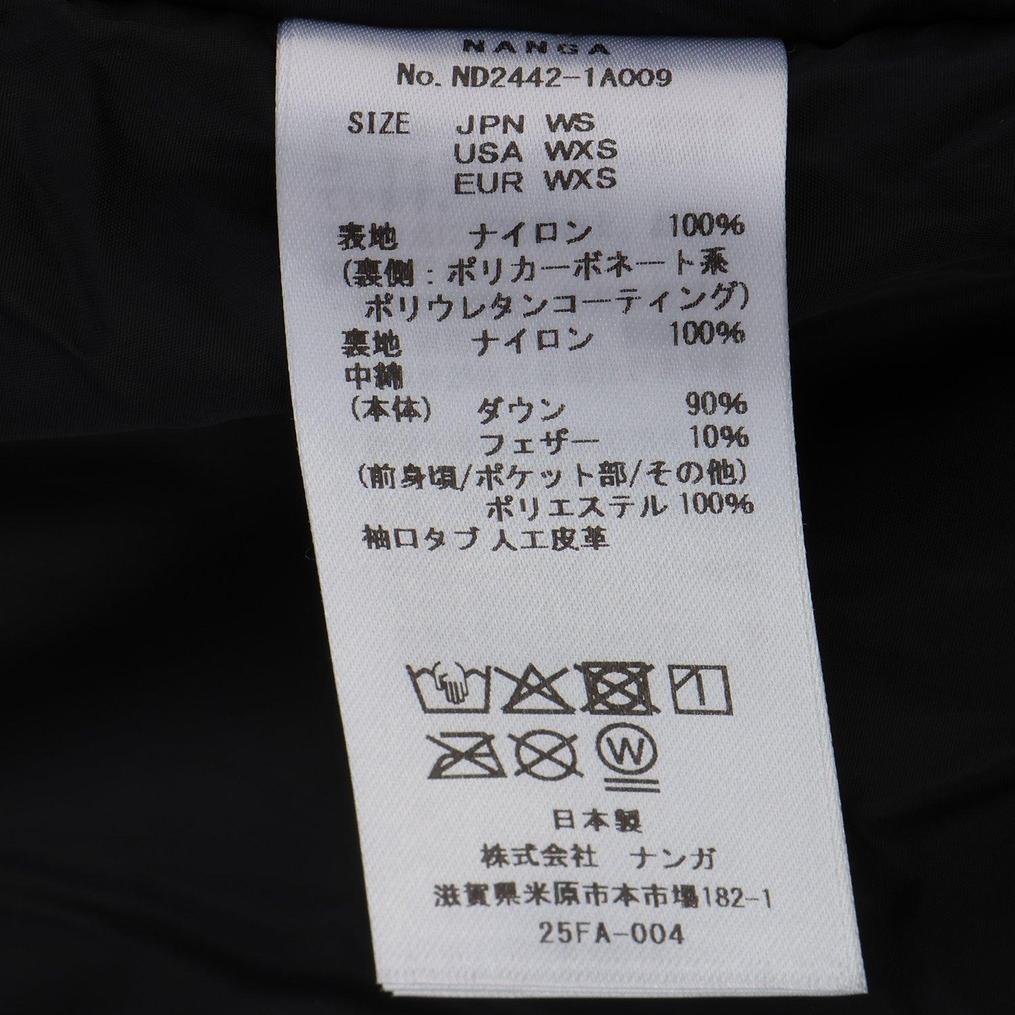 NANGA
No. ND2442-1A009
SIZE JPN WS
USA WXS
EUR WXS
表地 ナイロン 100%
(裏側:ポリカーボネート系
ポリウレタンコーティング)
裏地 ナイロン 100%
中綿
(本体) ダウン 90%
フェザー 10%
(前身頃/ポケット部/その他)
ポリエステル 100%
袖口タブ 人工皮革
W
日本製
株式会社 ナンガ
滋賀県米原市本市場182-1
25FA-004